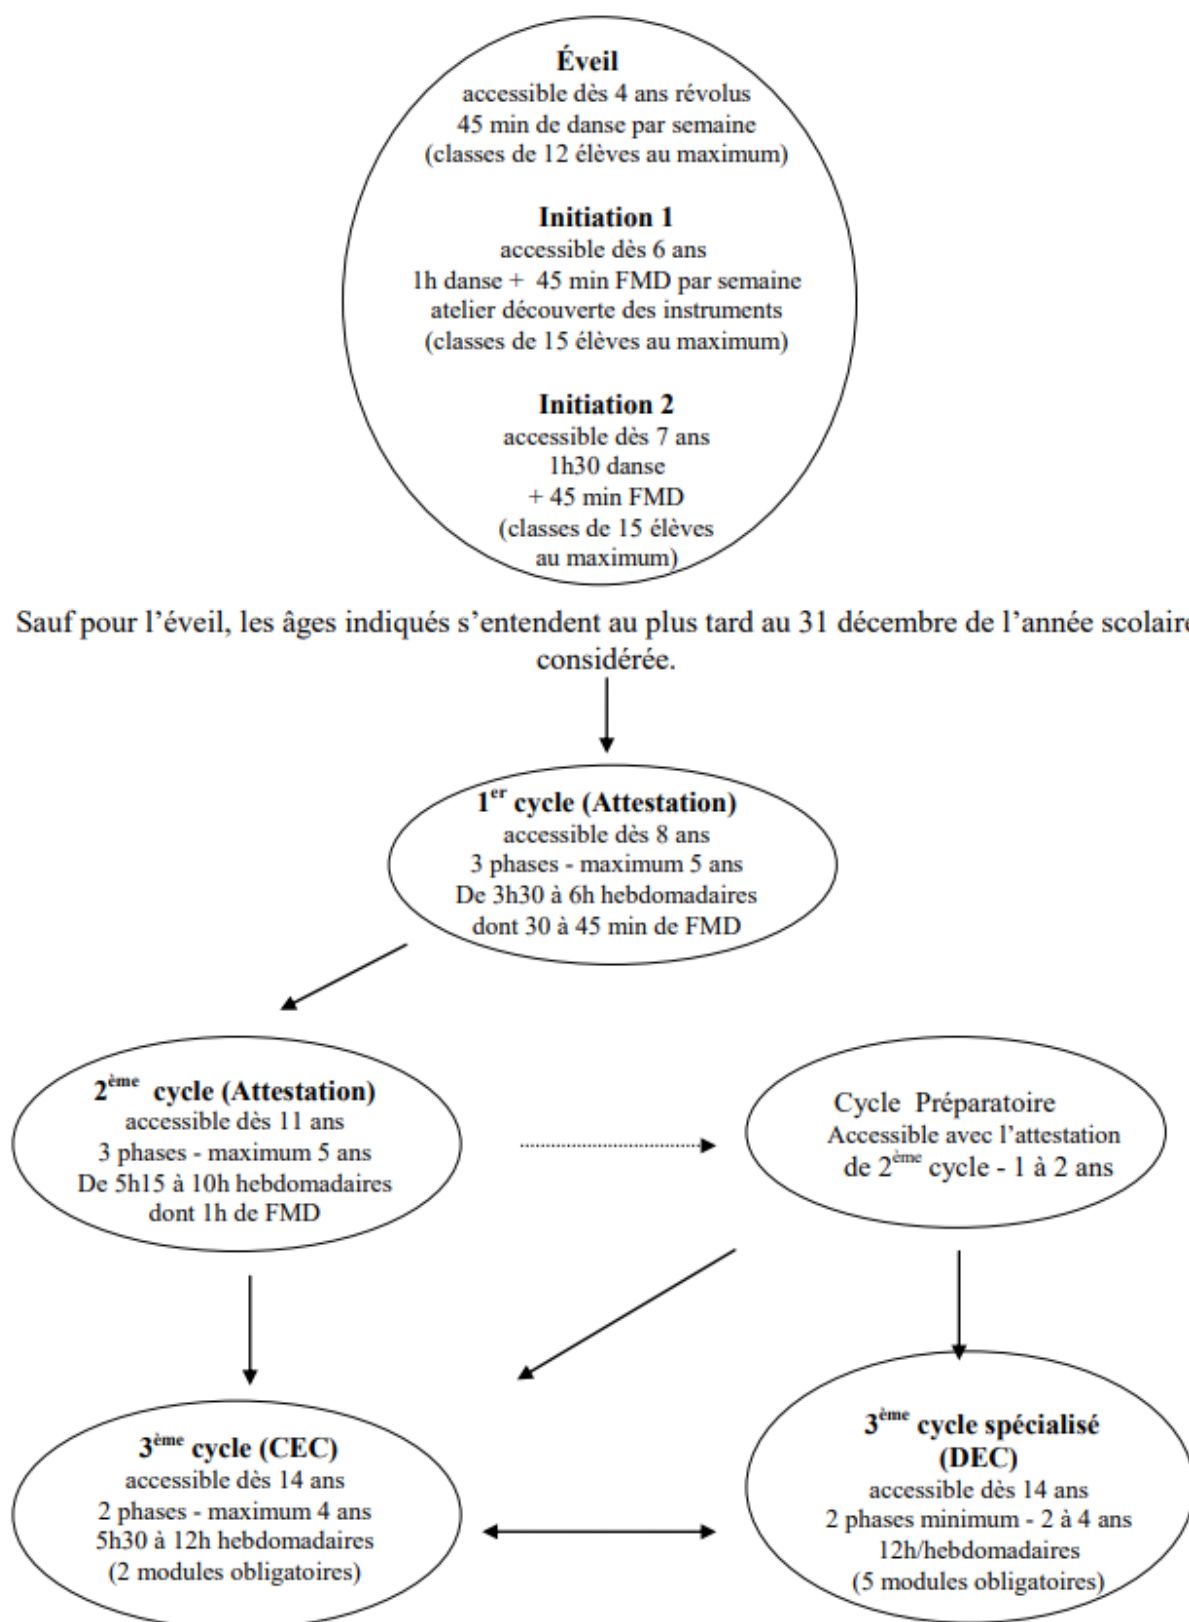 Éveil
accessible dès 4 ans révolus
45 min de danse par semaine
(classes de 12 élèves au maximum)
Initiation 1
accessible dès 6 ans
1h danse + 45 min FMD par semaine
atelier découverte des instruments
(classes de 15 élèves au maximum)
Initiation 2
accessible dès 7 ans
1h30 danse
+ 45 min FMD
(classes de 15 élèves
au maximum)
Sauf pour l’éveil, les âges indiqués s’entendent au plus tard au 31 décembre de l’année scolaire
considérée.
1er cycle (Attestation)
accessible dès 8 ans
3 phases - maximum 5 ans
De 3h30 à 6h hebdomadaires
dont 30 à 45 min de FMD
2ème cycle (Attestation)
accessible dès 11 ans
3 phases - maximum 5 ans
De 5h15 à 10h hebdomadaires
dont 1h de FMD
Cycle Préparatoire
Accessible avec l’attestation
de 2ème cycle - 1 à 2 ans
3ème cycle (CEC)
accessible dès 14 ans
2 phases - maximum 4 ans
5h30 à 12h hebdomadaires
(2 modules obligatoires)
3ème cycle spécialisé
(DEC)
accessible dès 14 ans
2 phases minimum - 2 à 4 ans
12h/hebdomadaires
(5 modules obligatoires)